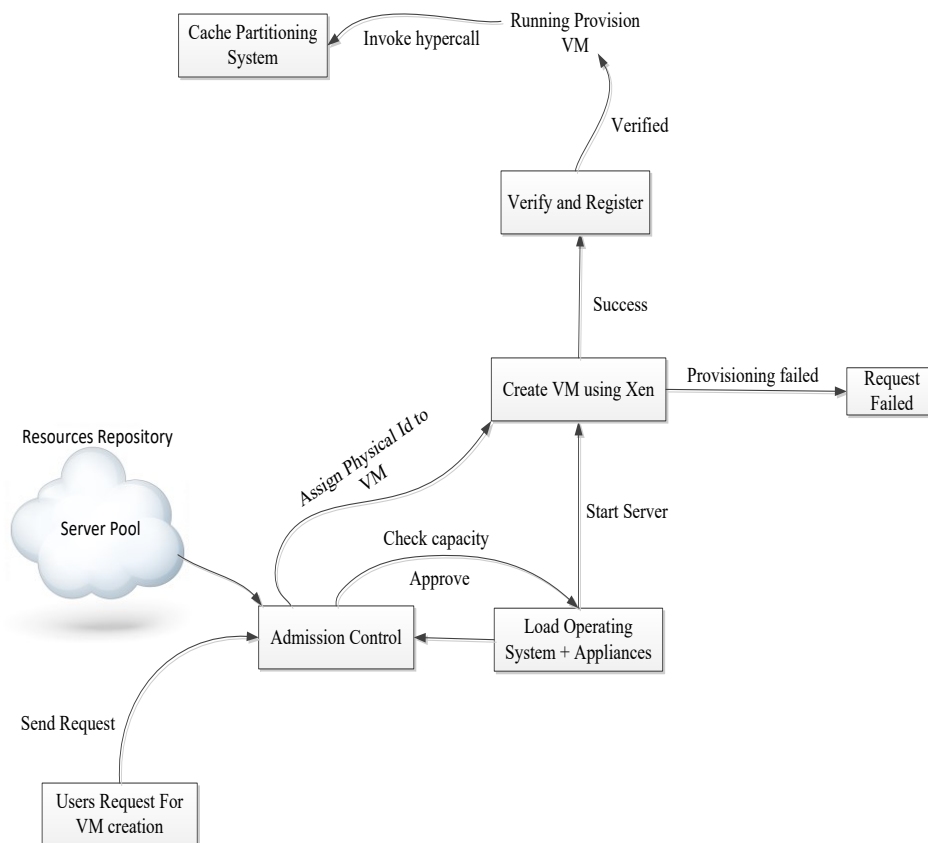 Cache Partitioning
System
Invoke hypercall
Running Provision
VM
Verified
Verify and Register
Success
Create VM using Xen
Provisioning failed
Request
Failed
Resources Repository
Server Pool
Assign Physical Id to
VM
Start Server
Check capacity
Approve
Admission Control
Load Operating
System + Appliances
Send Request
Users Request For
VM creation